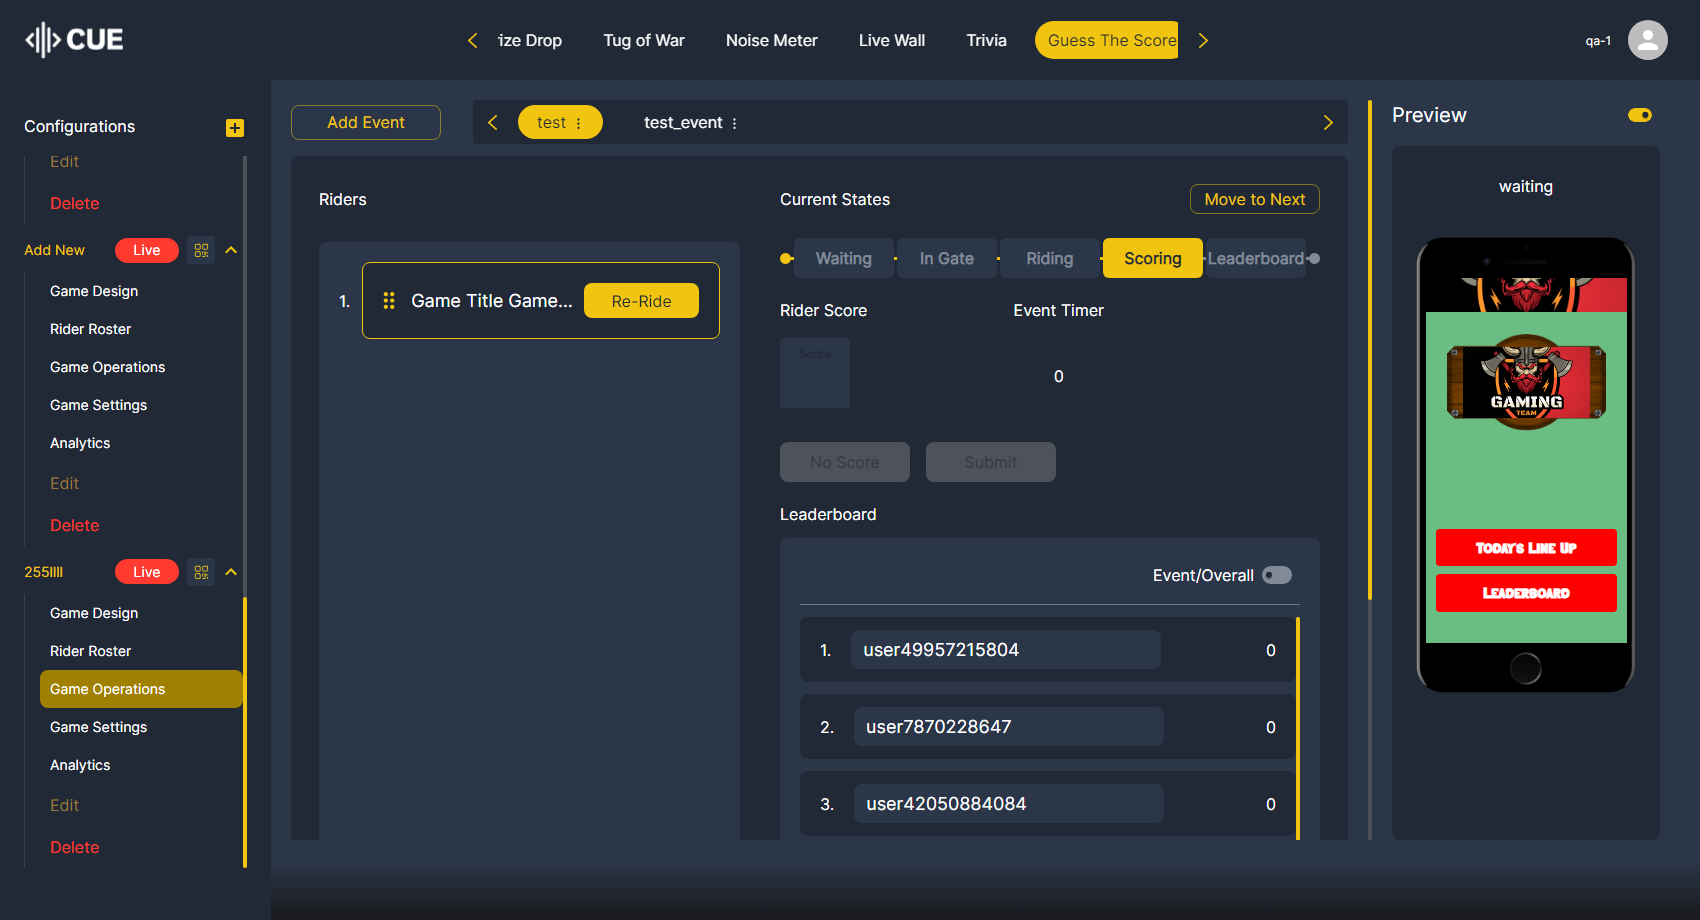 CUE
ize Drop
Tug of War
Noise Meter
Live Wall
Trivia
Guess The Score
qa-1
Configurations
Edit
Delete
Add New
Live
Game Design
Rider Roster
Game Operations
Game Settings
Analytics
Edit
Delete
255llll
Live
Game Design
Rider Roster
Game Operations
Game Settings
Analytics
Edit
Delete
Add Event
test
test_event
Riders
1.
Game Title Game...
Re-Ride
Current States
Move to Next
Waiting
In Gate
Riding
Scoring
Leaderboard
Rider Score
Event Timer
Score
0
No Score
Submit
Leaderboard
Event/Overall
1. user49957215804 0
2. user7870228647 0
3. user42050884084 0
Preview
waiting
GAMING
TEAM
Today's Line Up
Leaderboard